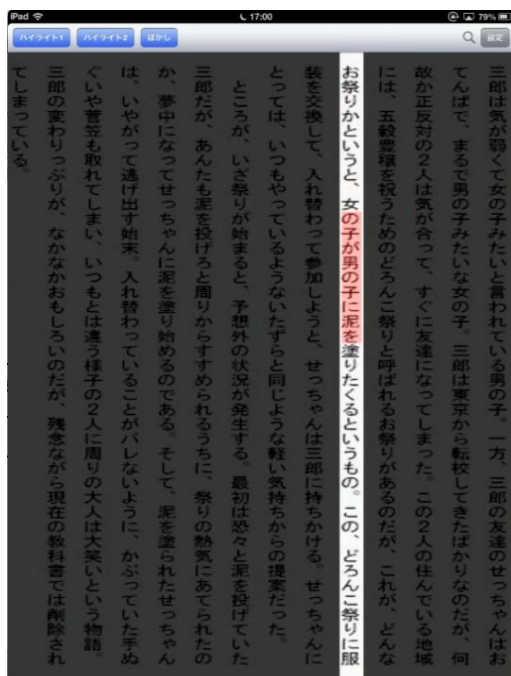 iPad 17:00 79%
ハイライト1 ハイライト2 ぼかし 設定
三郎は気が弱くて女の子みたいと言われている男の子。一方、三郎の友達のせっちゃんはお
てんばで、まるで男の子みたいな女の子。三郎は東京から転校してきたばかりなのだが、何
故か正反対の2人は気が合って、すぐに友達になってしまった。この2人の住んでいる地域
には、五穀豊穣を祝うためのどろんこ祭りと呼ばれるお祭りがあるのだが、これが、どんな
お祭りかというと、女の子が男の子に泥を塗りたくるというもの。この、どろんこ祭りに服
装を交換して、入れ替わって参加しようと、せっちゃんは三郎に持ちかける。せっちゃんに
とっては、いつもやっているようないたずらと同じような軽い気持ちからの提案だった。
ところが、いざ祭りが始まると、予想外の状況が発生する。最初は恐々と泥を投げていた
三郎だが、あんたも泥を投げろと周りからすすめられるうちに、祭りの熱気にあてられたの
か、夢中になってせっちゃんに泥を塗り始めるのである。そして、泥を塗られたせっちゃん
は、いやがって逃げ出す始末。入れ替わっていることがバレないように、かぶっていた手ぬ
ぐいや菅笠も取れてしまい、いつもとは違う様子の2人に周りの大人は大笑いという物語。
三郎の変わりっぷりが、なかなかおもしろいのだが、残念ながら現在の教科書では削除され
てしまっている。